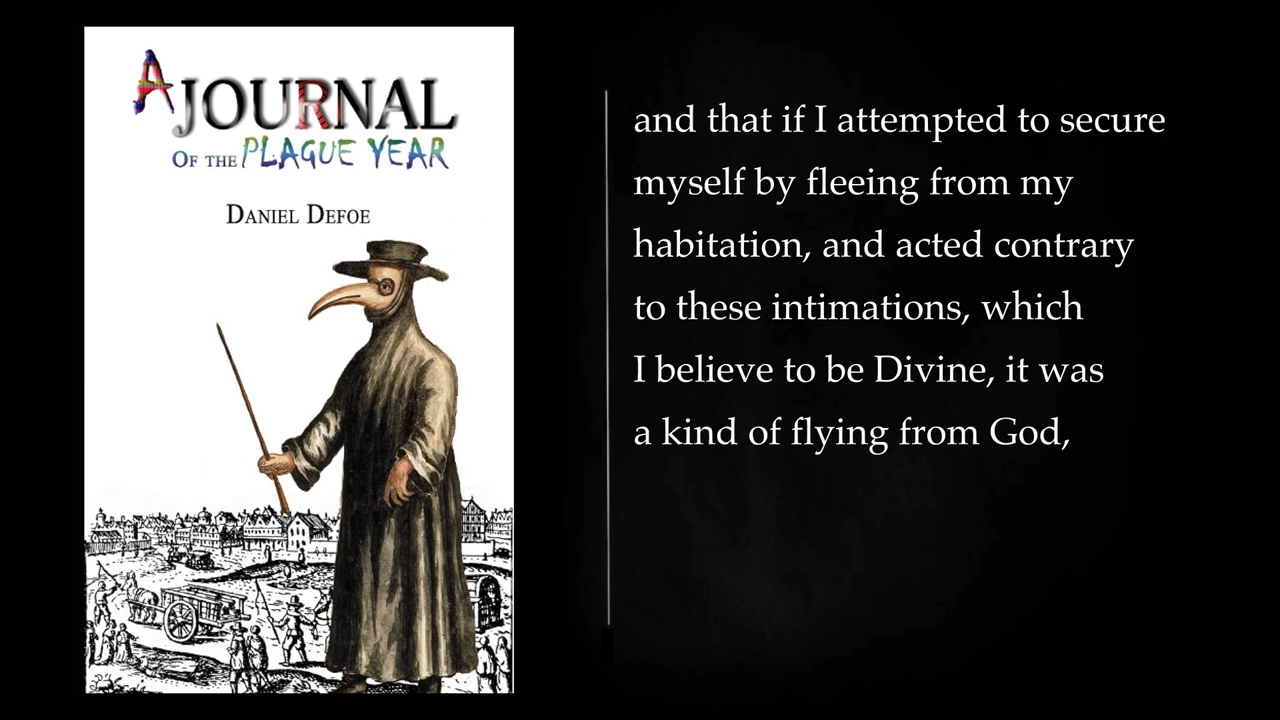 A JOURNAL
OF THE PLAGUE YEAR
DANIEL DEFOE
and that if I attempted to secure
myself by fleeing from my
habitation, and acted contrary
to these intimations, which
I believe to be Divine, it was
a kind of flying from God,